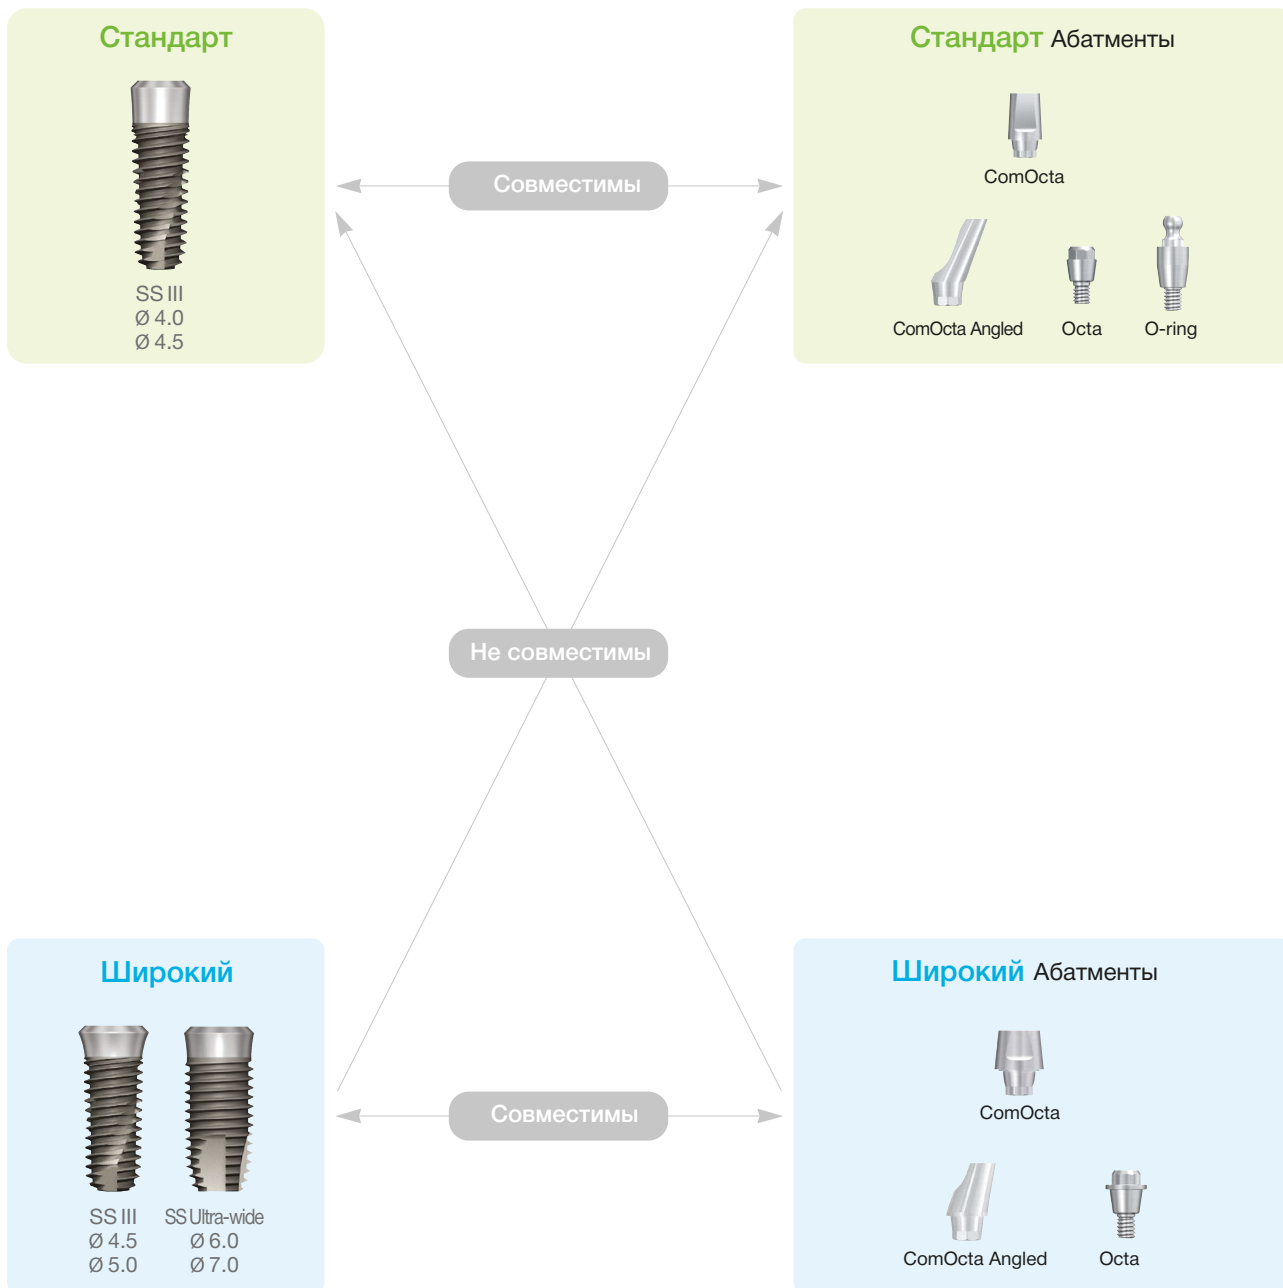 Стандарт
SS III
Ø 4.0
Ø 4.5
Совместимы
Стандарт Абатменты
ComOcta
ComOcta Angled
Octa
O-ring
Не совместимы
Широкий
SS III
Ø 4.5
Ø 5.0
SS Ultra-wide
Ø 6.0
Ø 7.0
Совместимы
Широкий Абатменты
ComOcta
ComOcta Angled
Octa